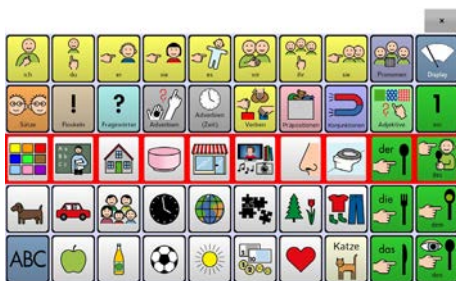 ×
ich du er sie es wir ihr sie Pronomen Display
Sätze Floskeln Fragewörter Adverbien Adverbien (Zeit) Verben Präpositionen Konjunktionen Adjektive 1
der
die
ABC das Katze